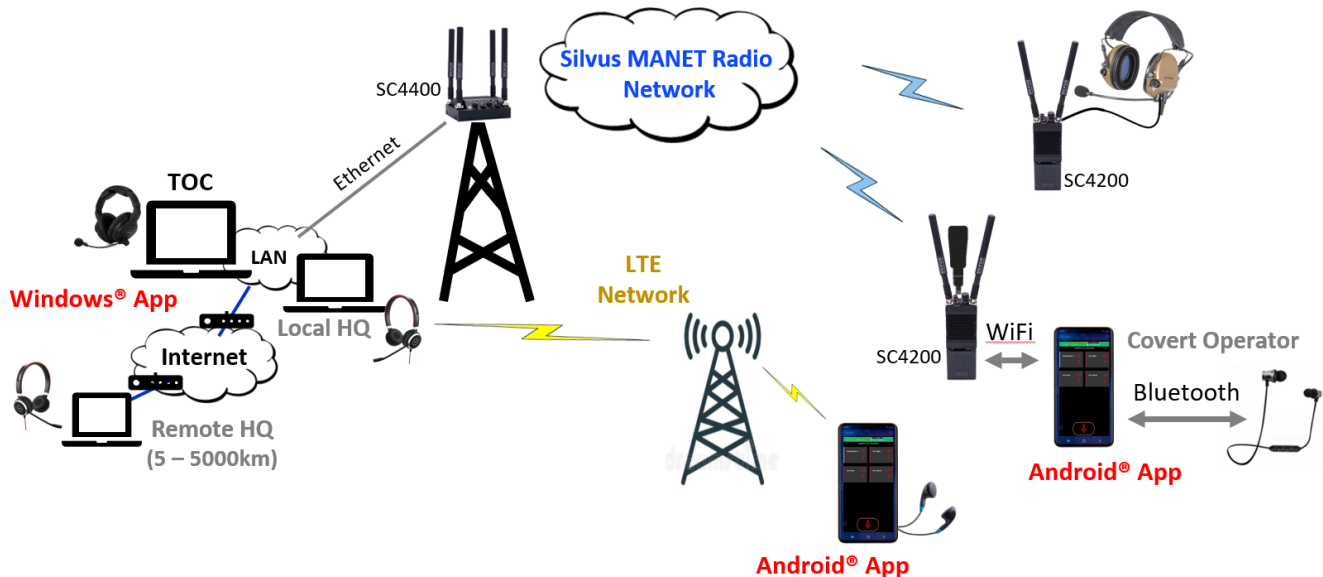 Silvus MANET Radio
Network
SC4400
Ethernet
SC4200
TOC
LAN
LTE
Network
Windows® App
Local HQ
Internet
Remote HQ
(5 – 5000km)
WiFi
SC4200
Covert Operator
Bluetooth
Android® App
Android® App